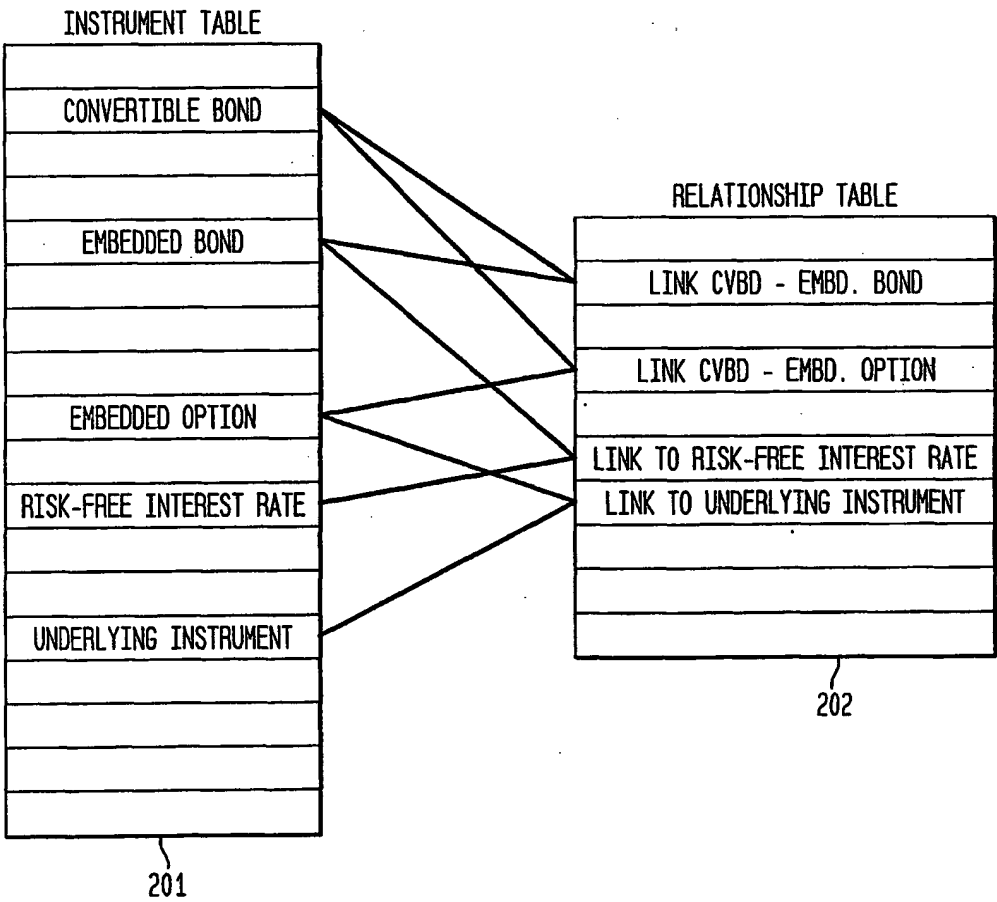 INSTRUMENT TABLE
CONVERTIBLE BOND
EMBEDDED BOND
EMBEDDED OPTION
RISK-FREE INTEREST RATE
UNDERLYING INSTRUMENT
201
RELATIONSHIP TABLE
LINK CVBD - EMBD. BOND
LINK CVBD - EMBD. OPTION
LINK TO RISK-FREE INTEREST RATE
LINK TO UNDERLYING INSTRUMENT
202